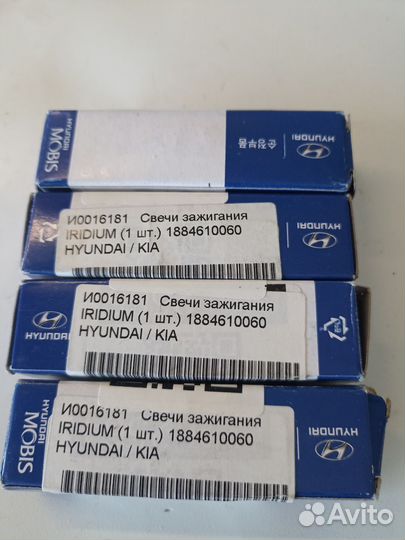 HYUNDAI
MOBIS
순정부품
HYUNDAI
И0016181 Свечи зажигания
IRIDIUM (1 шт.) 1884610060
HYUNDAI / KIA
HYUNDAI
HYUNDAI
И0016181 Свечи зажигания
IRIDIUM (1 шт.) 1884610060
HYUNDAI / KIA
HYUNDAI
MOBIS
И0016181 Свечи зажигания
IRIDIUM (1 шт.) 1884610060
HYUNDAI / KIA
HYUNDAI
Avito